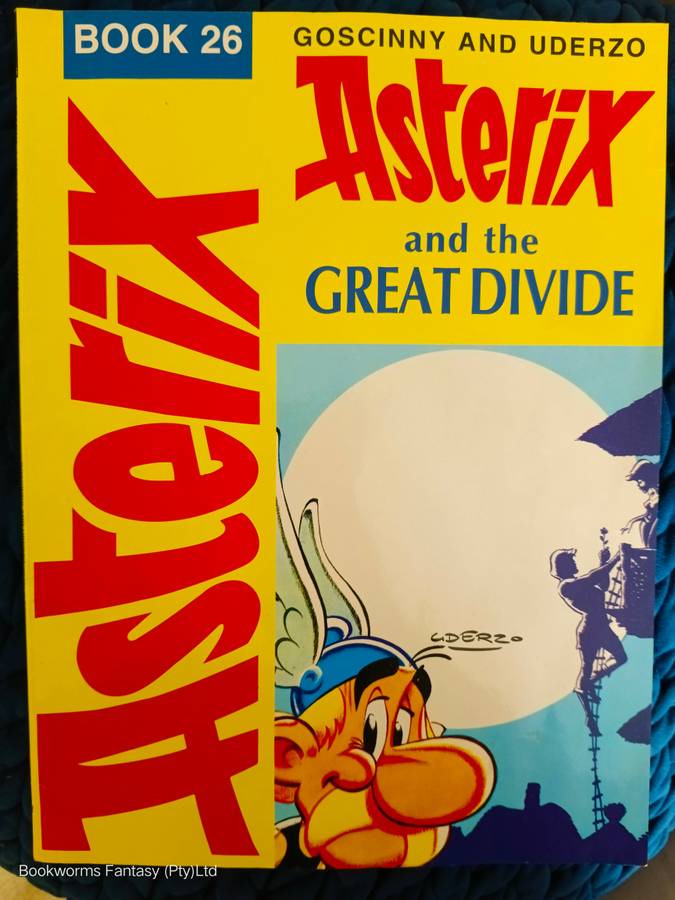 BOOK 26
Asterix
GOSCINNY AND UDERZO
Asterix
and the
GREAT DIVIDE
UDERZO
Bookworms Fantasy (Pty)Ltd